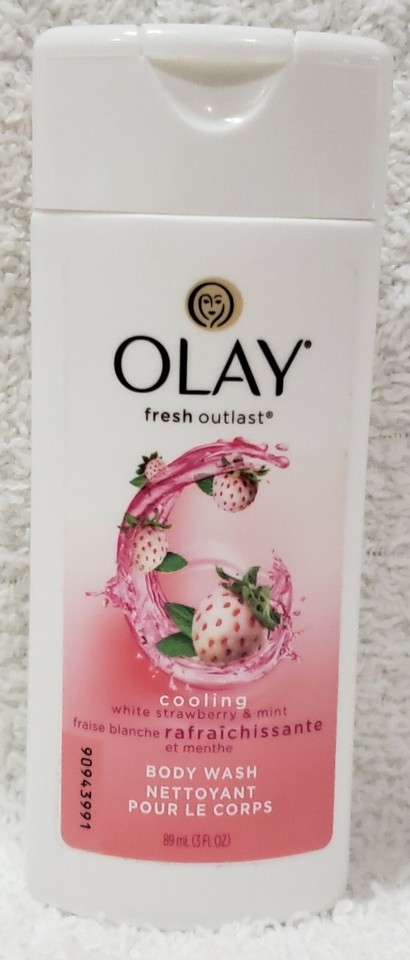 OLAY®
fresh outlast®
cooling
white strawberry & mint
fraise blanche rafraîchissante
et menthe
90943991
BODY WASH
NETTOYANT
POUR LE CORPS
89 mL (3 FL OZ)